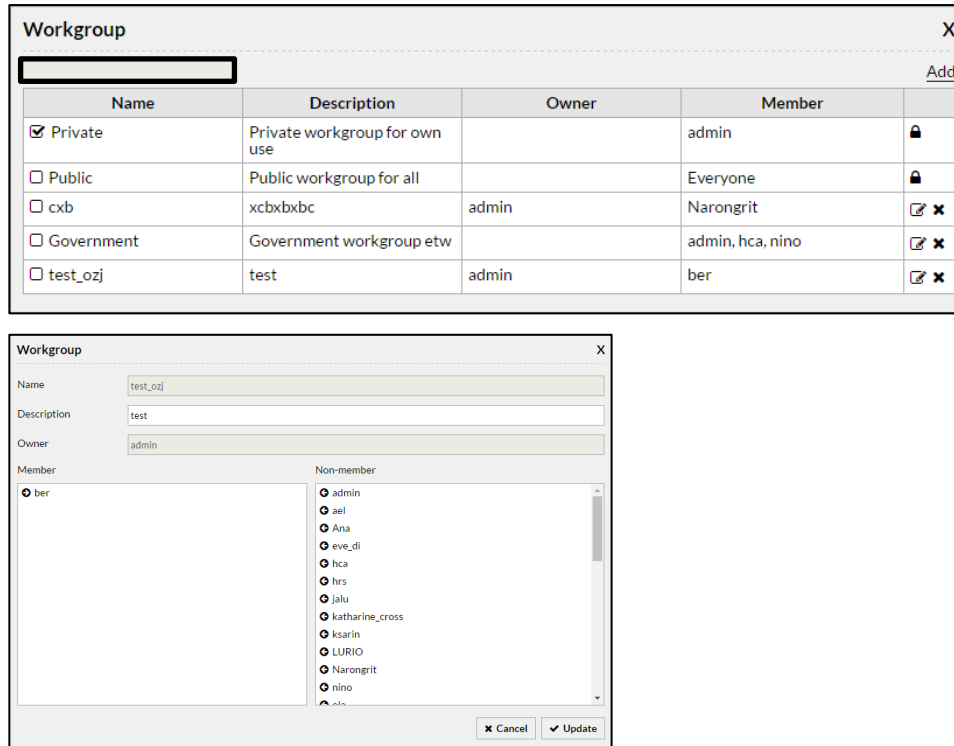 Workgroup X
Add
Name Description Owner Member
Private Private workgroup for own use admin
Public Public workgroup for all Everyone
cxb xcbxbxbc admin Narongrit
Government Government workgroup etw admin, hca, nino
test_ozj test admin ber
Workgroup X
Name test_ozj
Description test
Owner admin
Member Non-member
ber admin
ael
Ana
eve_di
hca
hrs
jalu
katharine_cross
ksarin
LURIO
Narongrit
nino
Cancel Update